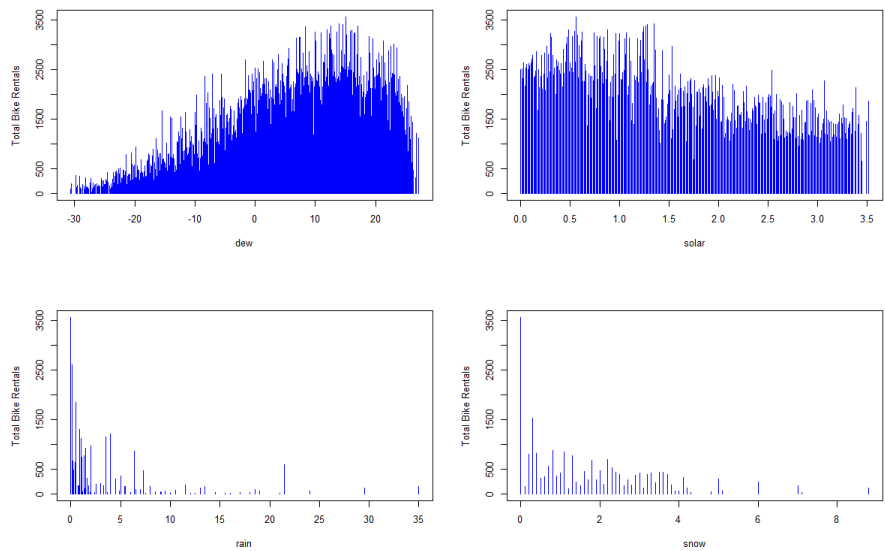 Total Bike Rentals
0 500 1500 2500 3500
-30 -20 -10 0 10 20
dew
Total Bike Rentals
0 500 1500 2500 3500
0.0 0.5 1.0 1.5 2.0 2.5 3.0 3.5
solar
Total Bike Rentals
0 500 1500 2500 3500
0 5 10 15 20 25 30 35
rain
Total Bike Rentals
0 500 1500 2500 3500
0 2 4 6 8
snow